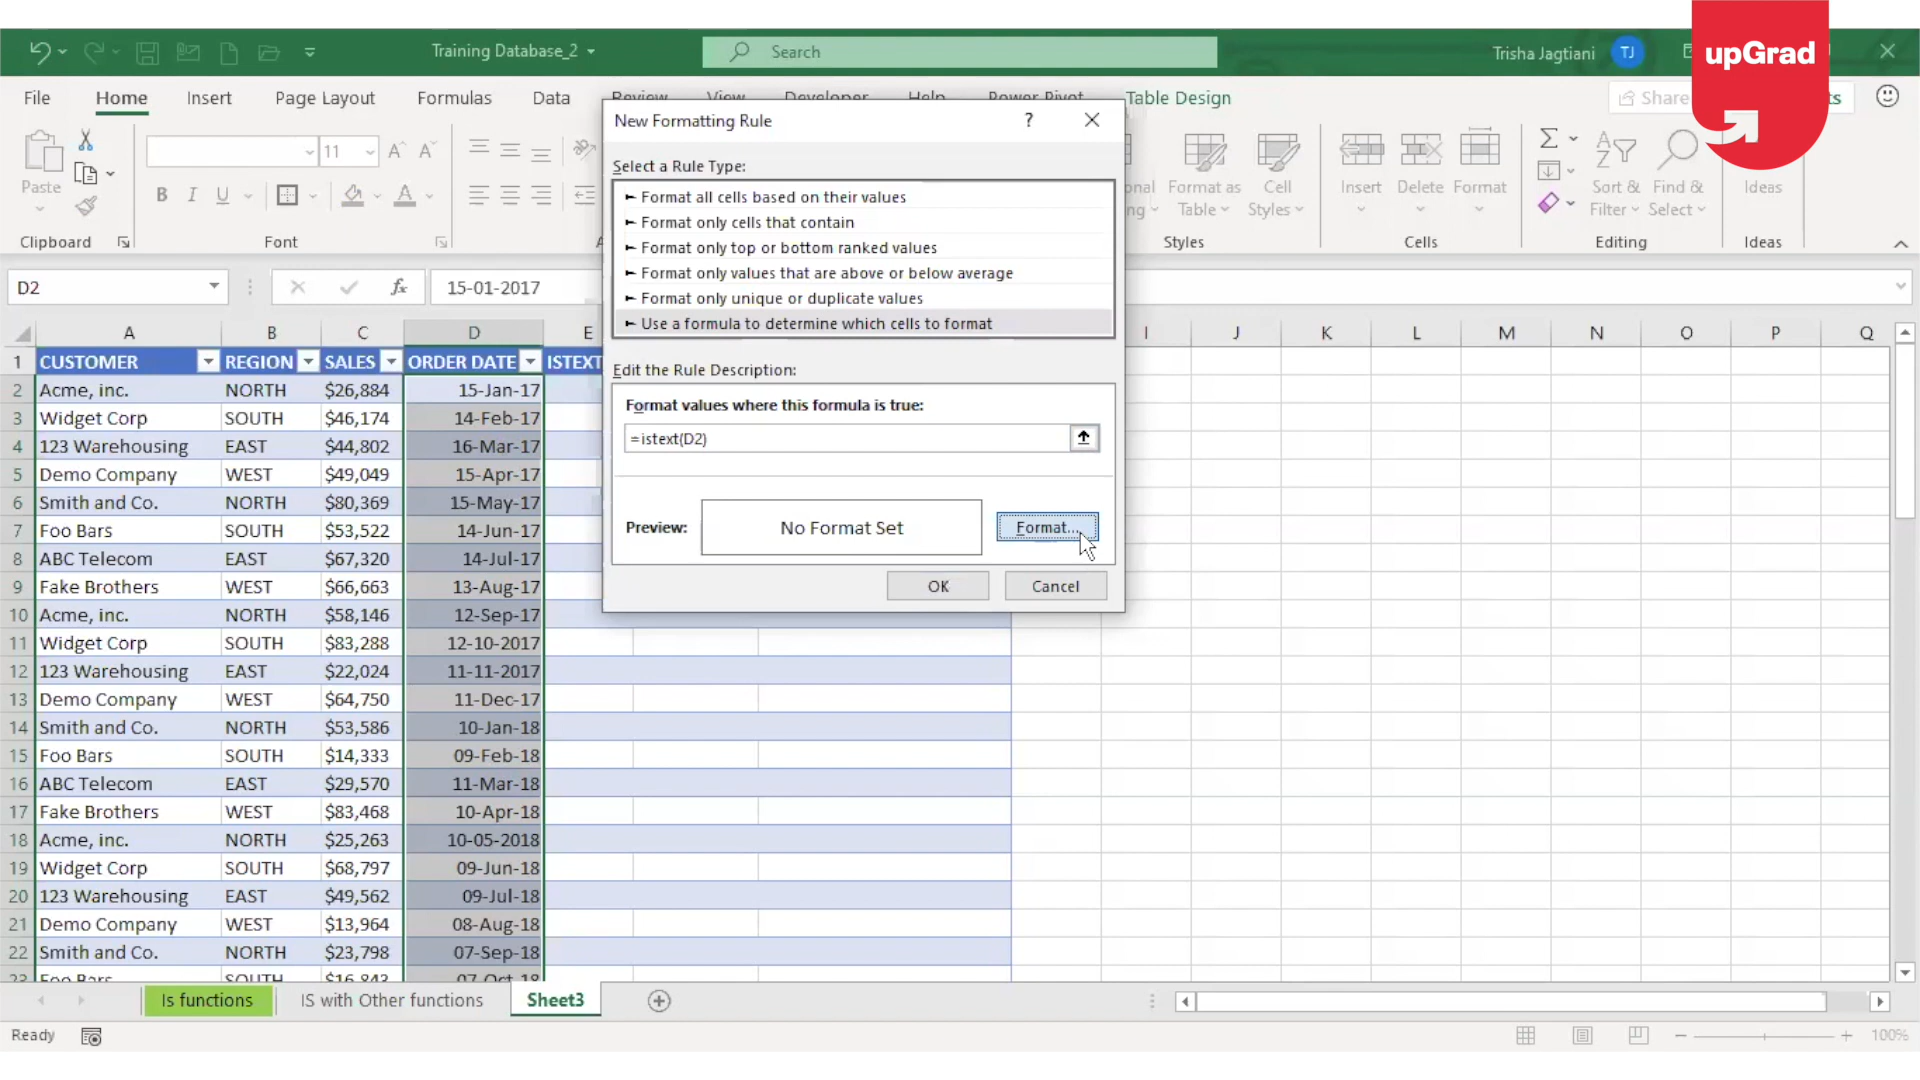 Training Database_2
Search
Trisha Jagtiani
TJ
upGrad
File
Home
Insert
Page Layout
Formulas
Data
Review
View
Developer
Help
Power Pivot
Table Design
Share
ts
Paste
11
B I U
A
Format as
Table
Cell
Styles
Insert
Delete
Format
Sort &
Filter
Find &
Select
Ideas
Clipboard
Font
Styles
Cells
Editing
Ideas
D2
fx
15-01-2017
New Formatting Rule
?
Select a Rule Type:
► Format all cells based on their values
► Format only cells that contain
► Format only top or bottom ranked values
► Format only values that are above or below average
► Format only unique or duplicate values
► Use a formula to determine which cells to format
Edit the Rule Description:
Format values where this formula is true:
=istext(D2)
Preview:
No Format Set
Format...
OK
Cancel
A B C D E I J K L M N O P Q
1 CUSTOMER REGION SALES ORDER DATE ISTEXT
2 Acme, inc. NORTH $26,884 15-Jan-17
3 Widget Corp SOUTH $46,174 14-Feb-17
4 123 Warehousing EAST $44,802 16-Mar-17
5 Demo Company WEST $49,049 15-Apr-17
6 Smith and Co. NORTH $80,369 15-May-17
7 Foo Bars SOUTH $53,522 14-Jun-17
8 ABC Telecom EAST $67,320 14-Jul-17
9 Fake Brothers WEST $66,663 13-Aug-17
10 Acme, inc. NORTH $58,146 12-Sep-17
11 Widget Corp SOUTH $83,288 12-10-2017
12 123 Warehousing EAST $22,024 11-11-2017
13 Demo Company WEST $64,750 11-Dec-17
14 Smith and Co. NORTH $53,586 10-Jan-18
15 Foo Bars SOUTH $14,333 09-Feb-18
16 ABC Telecom EAST $29,570 11-Mar-18
17 Fake Brothers WEST $83,468 10-Apr-18
18 Acme, inc. NORTH $25,263 10-05-2018
19 Widget Corp SOUTH $68,797 09-Jun-18
20 123 Warehousing EAST $49,562 09-Jul-18
21 Demo Company WEST $13,964 08-Aug-18
22 Smith and Co. NORTH $23,798 07-Sep-18
23 Foo Bars SOUTH $16,843 07-Oct-18
Is functions
IS with Other functions
Sheet3
Ready
100%